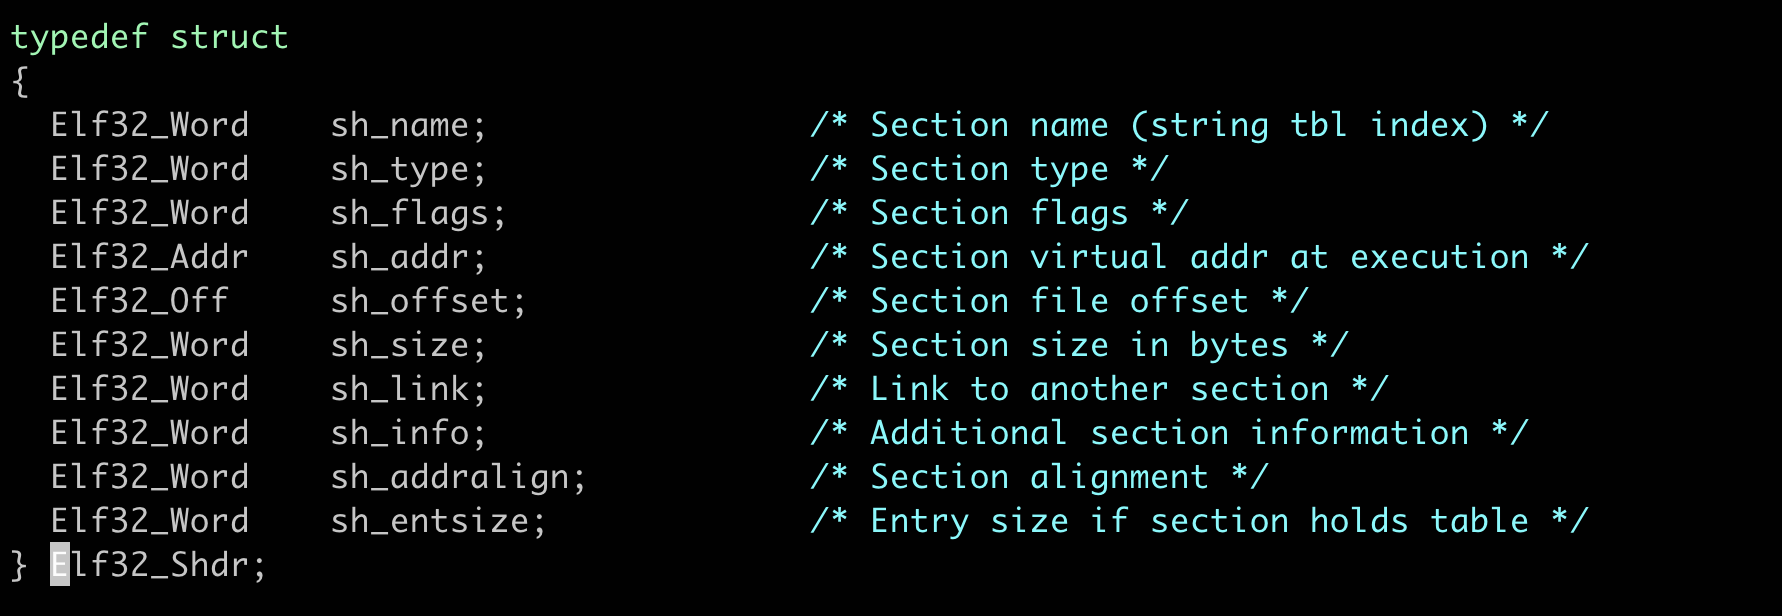 typedef struct
{
  Elf32_Word    sh_name;                /* Section name (string tbl index) */
  Elf32_Word    sh_type;                /* Section type */
  Elf32_Word    sh_flags;               /* Section flags */
  Elf32_Addr    sh_addr;                /* Section virtual addr at execution */
  Elf32_Off     sh_offset;              /* Section file offset */
  Elf32_Word    sh_size;                /* Section size in bytes */
  Elf32_Word    sh_link;                /* Link to another section */
  Elf32_Word    sh_info;                /* Additional section information */
  Elf32_Word    sh_addralign;           /* Section alignment */
  Elf32_Word    sh_entsize;             /* Entry size if section holds table */
} Elf32_Shdr;